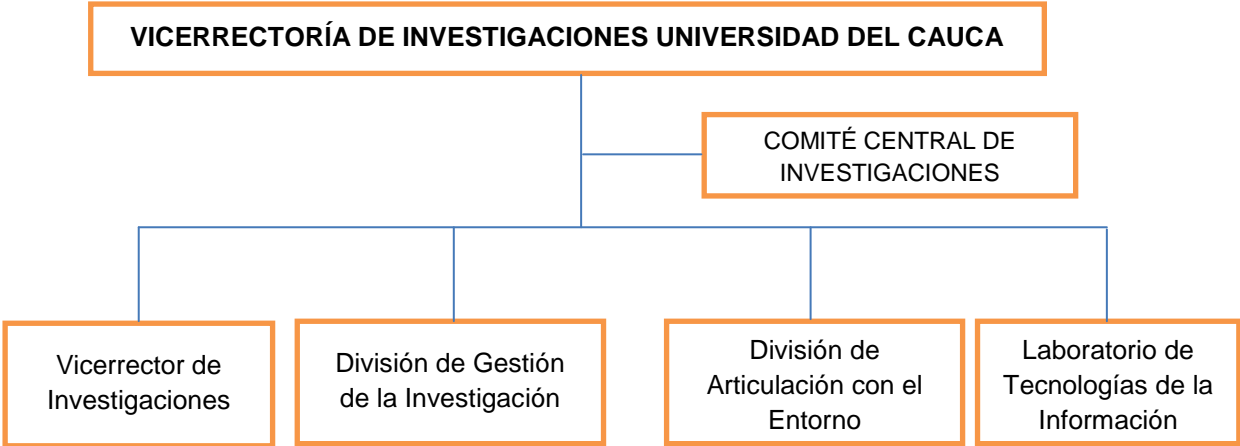 VICERRECTORÍA DE INVESTIGACIONES UNIVERSIDAD DEL CAUCA
COMITÉ CENTRAL DE
INVESTIGACIONES
Vicerrector de
Investigaciones
División de Gestión
de la Investigación
División de
Articulación con el
Entorno
Laboratorio de
Tecnologías de la
Información